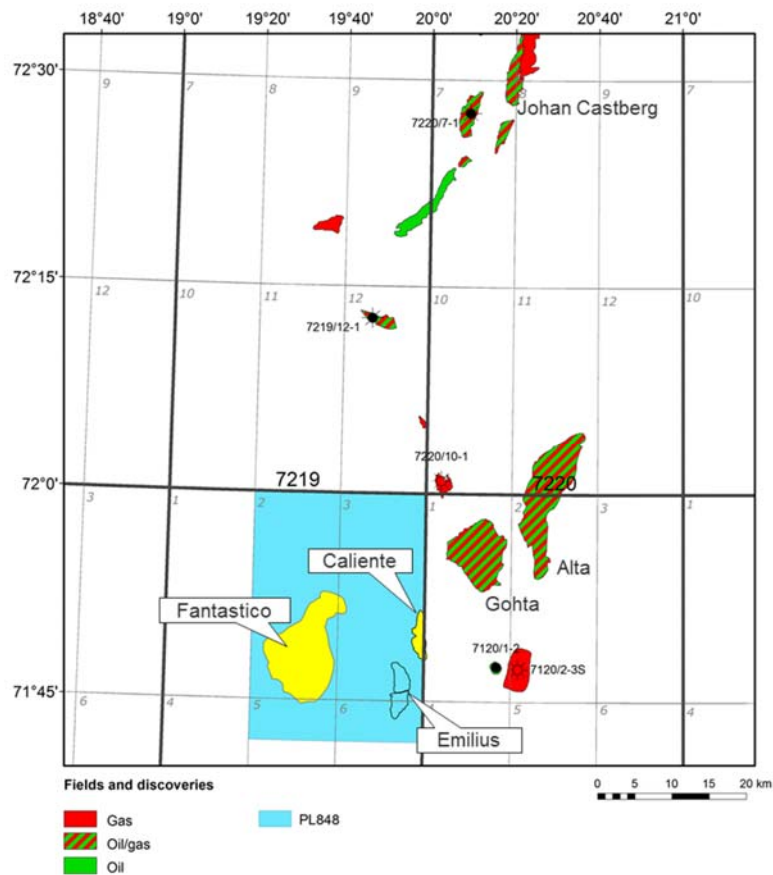 18°40' 19°0' 19°20' 19°40' 20°0' 20°20' 20°40' 21°0'
72°30'
7 9 8 9 7 8 9 7
Johan Castberg
7220/7-1
72°15'
12 10 11 12 10 11 12 10
7219/12-1
7220/10-1
72°0'
7219 7220
3 1 2 3 1 2 3 1
Caliente
Alta
Fantastico
Gohta
7120/1-2
7120/2-3S
71°45'
6 4 5 6 5 6 4
Emilius
Fields and discoveries
0 5 10 15 20 km
Gas
PL848
Oil/gas
Oil